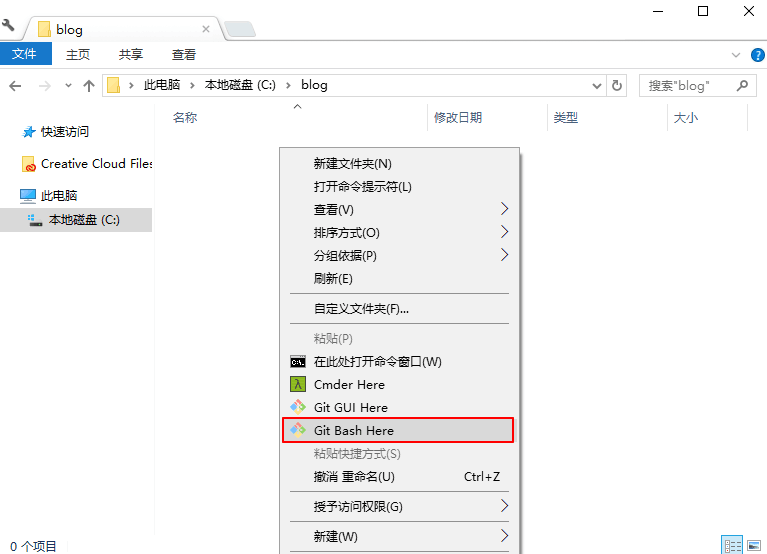 blog
文件 主页 共享 查看
此电脑 本地磁盘 (C:) blog 搜索"blog"
名称 修改日期 类型 大小
快速访问
Creative Cloud Files
此电脑
本地磁盘 (C:)
新建文件夹(N)
打开命令提示符(L)
查看(V)
排序方式(O)
分组依据(P)
刷新(E)
自定义文件夹(F)...
粘贴(P)
在此处打开命令窗口(W)
Cmder Here
Git GUI Here
Git Bash Here
粘贴快捷方式(S)
撤消 重命名(U) Ctrl+Z
授予访问权限(G)
新建(W)
0 个项目